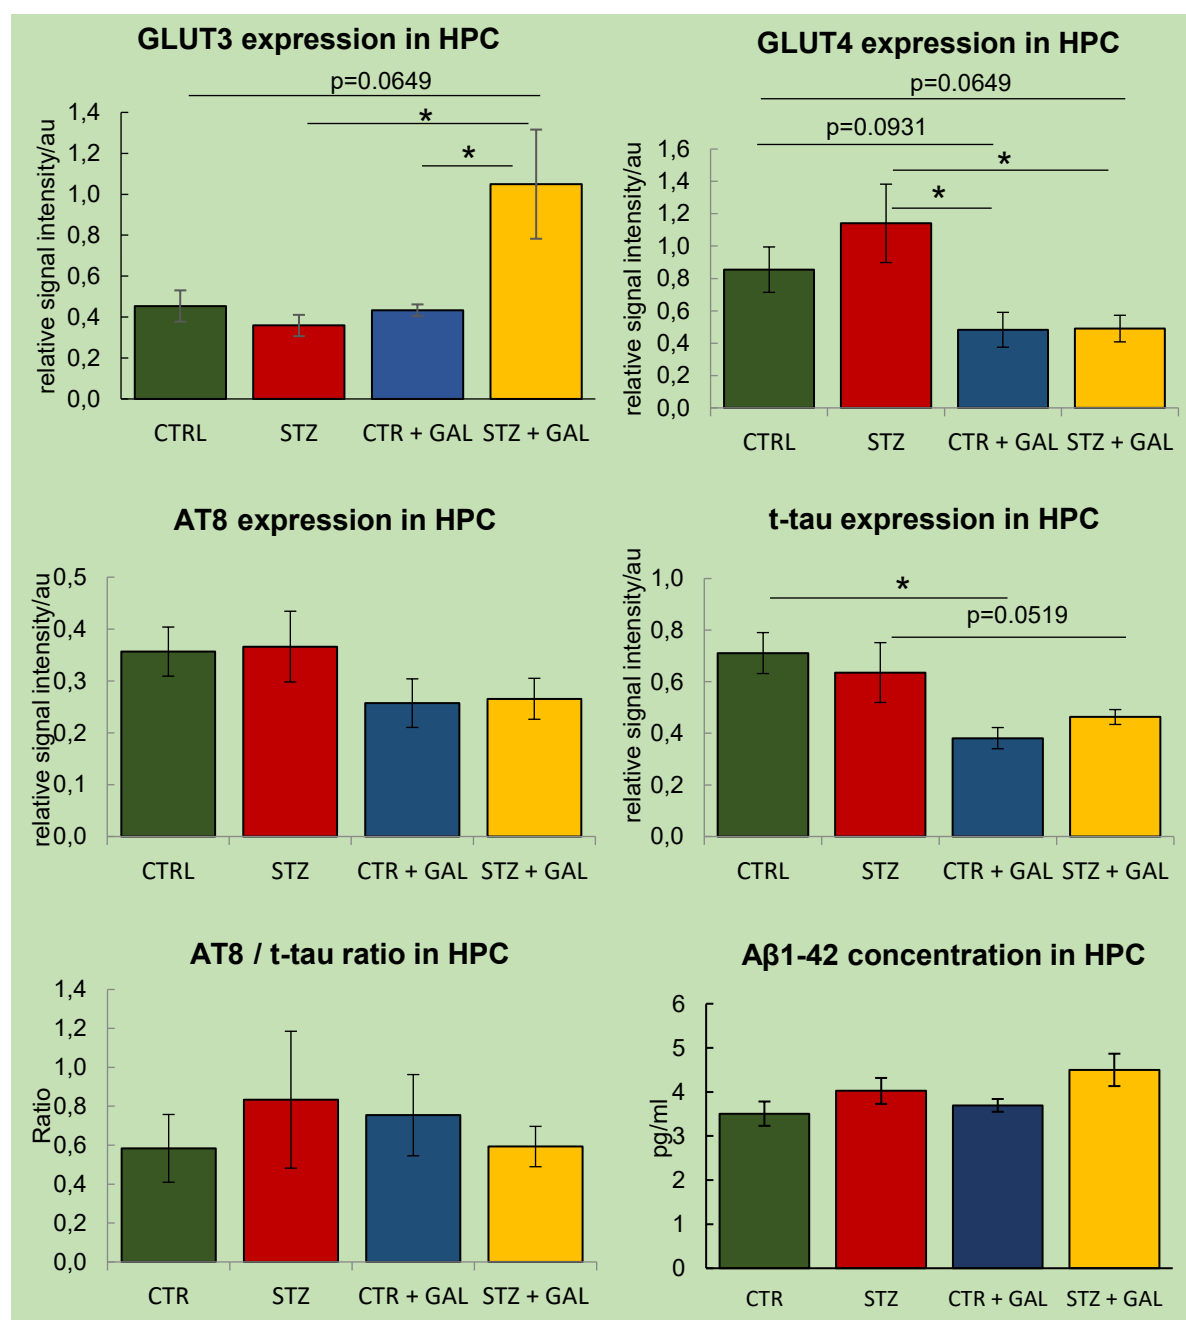 GLUT3 expression in HPC
p=0.0649
*
*
relative signal intensity/au
1,4
1,2
1,0
0,8
0,6
0,4
0,2
0,0
CTRL STZ CTR + GAL STZ + GAL
GLUT4 expression in HPC
p=0.0649
p=0.0931
*
*
relative signal intensity/au
1,6
1,4
1,2
1,0
0,8
0,6
0,4
0,2
0,0
CTRL STZ CTR + GAL STZ + GAL
AT8 expression in HPC
relative signal intensity/au
0,5
0,4
0,3
0,2
0,1
0,0
CTRL STZ CTR + GAL STZ + GAL
t-tau expression in HPC
*
p=0.0519
relative signal intensity/au
1,0
0,8
0,6
0,4
0,2
0,0
CTRL STZ CTR + GAL STZ + GAL
AT8 / t-tau ratio in HPC
Ratio
1,4
1,2
1,0
0,8
0,6
0,4
0,2
0,0
CTR STZ CTR + GAL STZ + GAL
Aβ1-42 concentration in HPC
pg/ml
6
5
4
3
2
1
0
CTR STZ CTR + GAL STZ + GAL